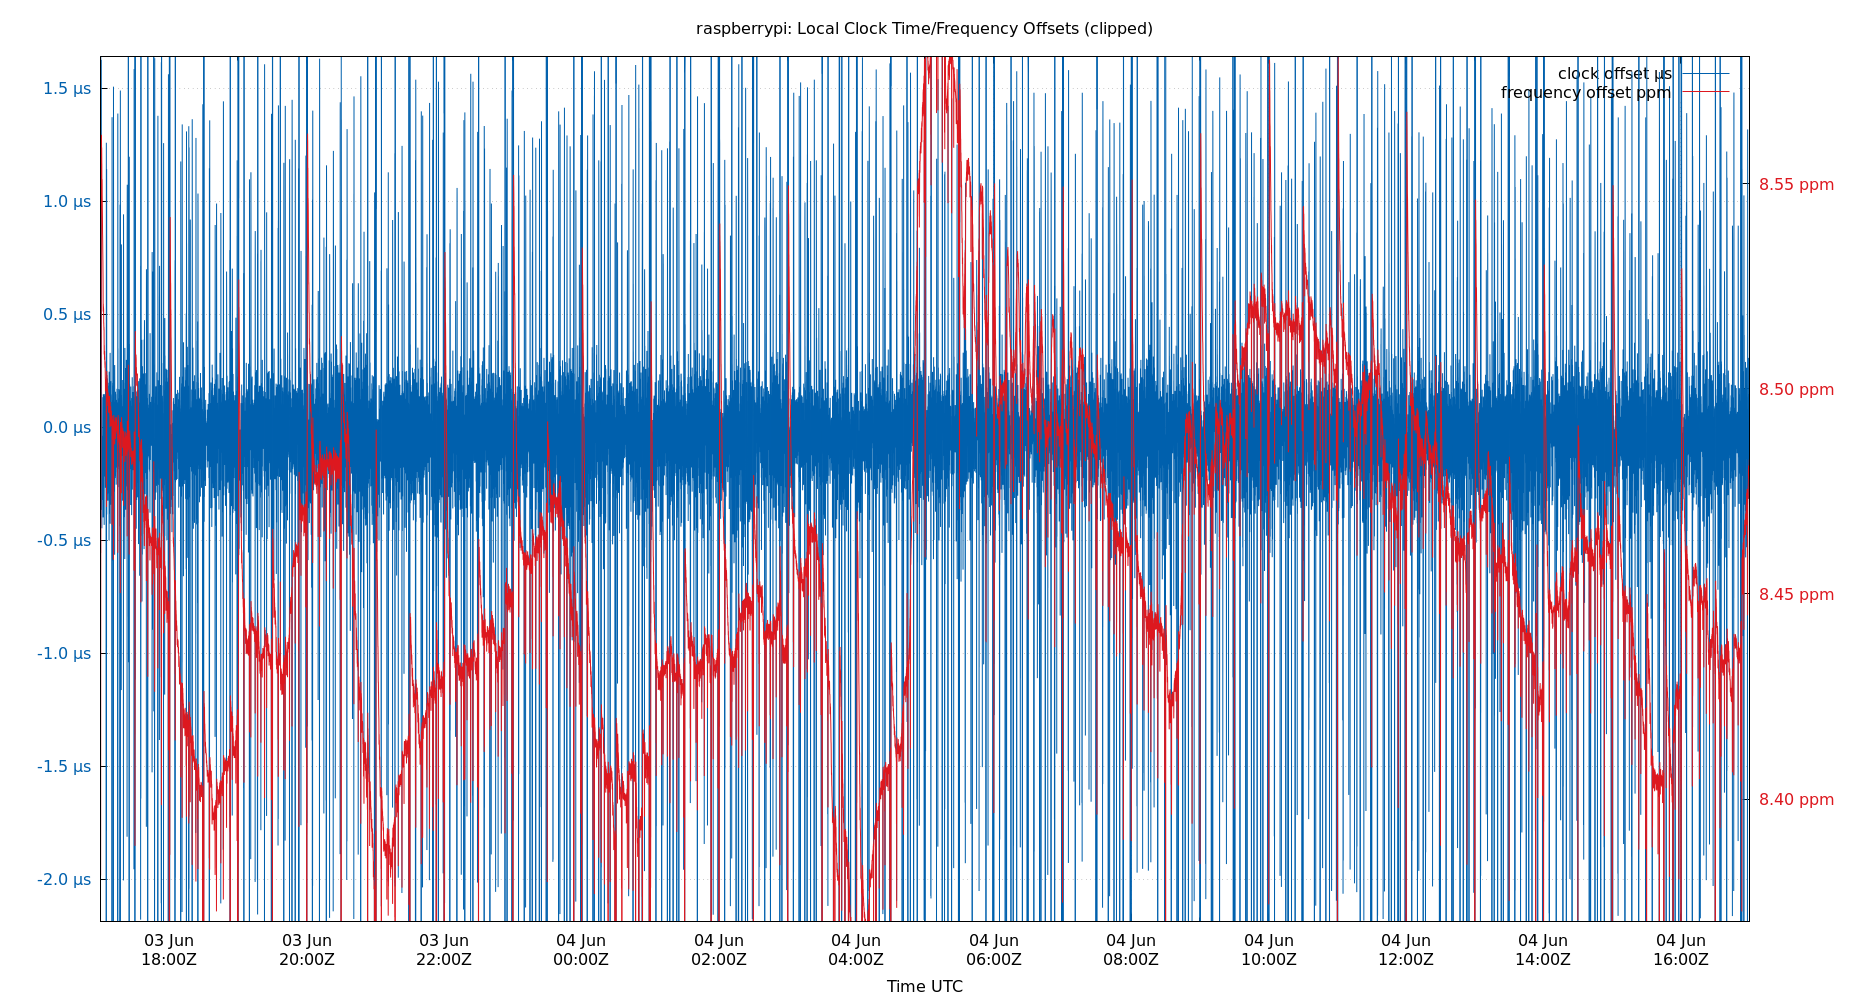 raspberrypi: Local Clock Time/Frequency Offsets (clipped)
clock offset µs
frequency offset ppm
1.5 µs
1.0 µs
0.5 µs
0.0 µs
-0.5 µs
-1.0 µs
-1.5 µs
-2.0 µs
8.55 ppm
8.50 ppm
8.45 ppm
8.40 ppm
03 Jun 03 Jun 03 Jun 04 Jun 04 Jun 04 Jun 04 Jun 04 Jun 04 Jun 04 Jun 04 Jun 04 Jun
18:00Z 20:00Z 22:00Z 00:00Z 02:00Z 04:00Z 06:00Z 08:00Z 10:00Z 12:00Z 14:00Z 16:00Z
Time UTC